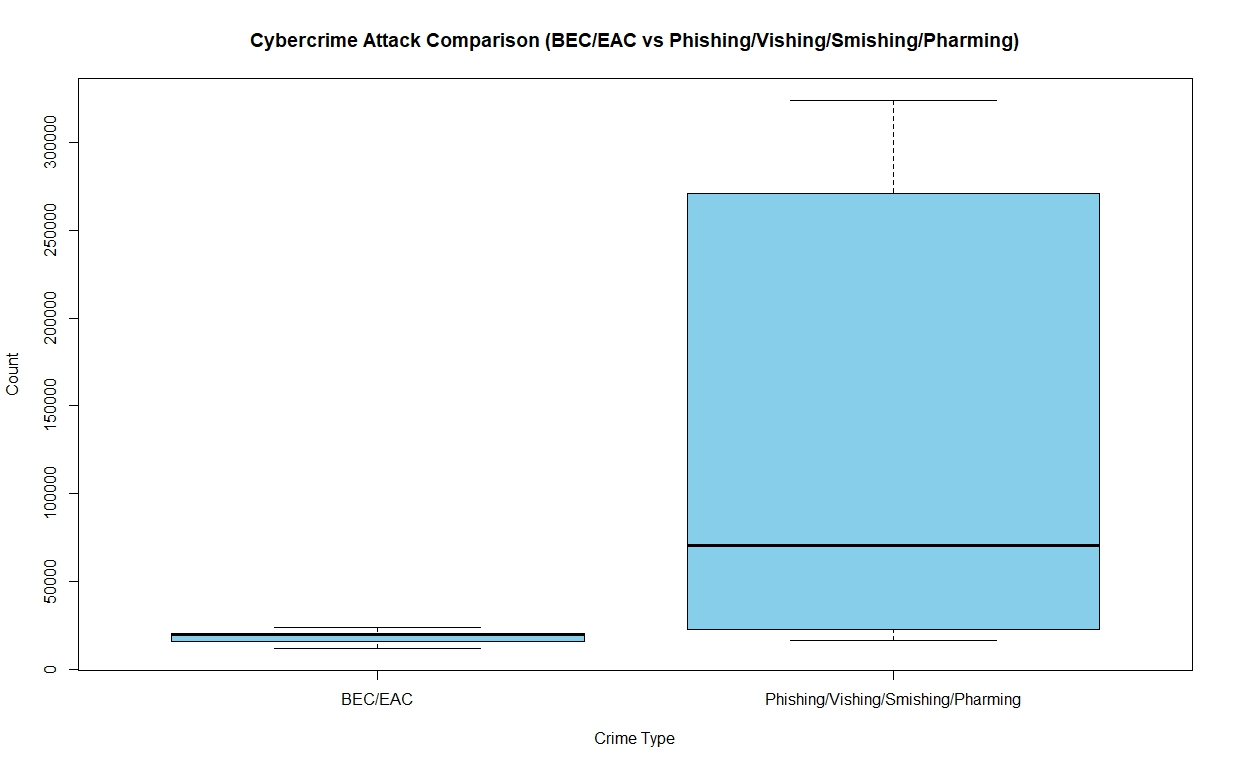 Cybercrime Attack Comparison (BEC/EAC vs Phishing/Vishing/Smishing/Pharming)
Count
300000
250000
200000
150000
100000
50000
0
BEC/EAC Phishing/Vishing/Smishing/Pharming
Crime Type